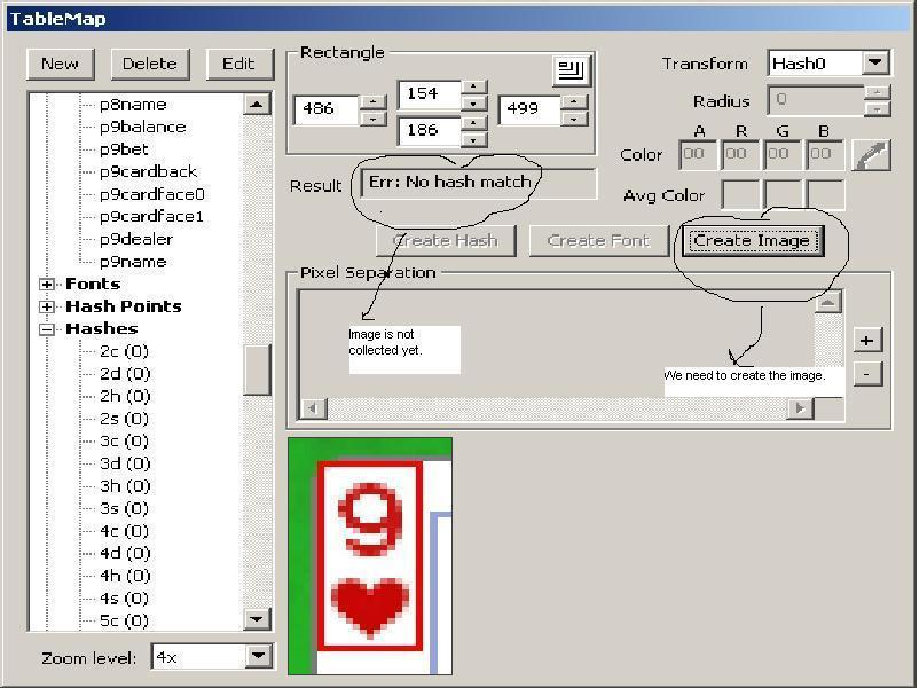 TableMap
New Delete Edit
p8name
p9balance
p9bet
p9cardback
p9cardface0
p9cardface1
p9dealer
p9name
Fonts
Hash Points
Hashes
2c (0)
2d (0)
2h (0)
2s (0)
3c (0)
3d (0)
3h (0)
3s (0)
4c (0)
4d (0)
4h (0)
4s (0)
5c (0)
Zoom level: 4x
Rectangle
486
154
186
499
Result Err: No hash match
Transform Hash0
Radius 0
A R G B
Color 00 00 00 00
Avg Color
Create Hash Create Font Create Image
Pixel Separation
Image is not
collected yet.
We need to create the image.
+
-
9